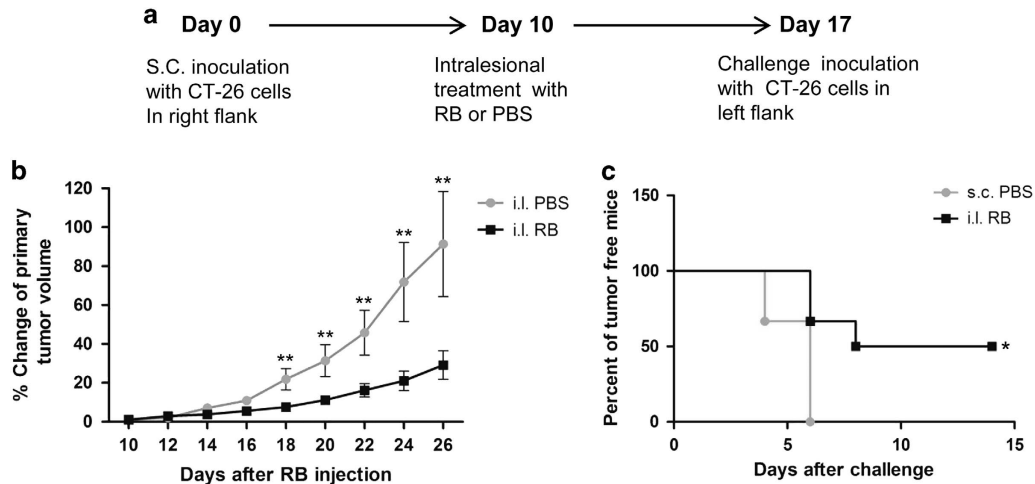 a
Day 0
Day 10
Day 17
S.C. inoculation
with CT-26 cells
In right flank
Intralesional
treatment with
RB or PBS
Challenge inoculation
with CT-26 cells in
left flank
b
% Change of primary
tumor volume
120
100
80
60
40
20
0
**
**
**
**
**
i.l. PBS
i.l. RB
10 12 14 16 18 20 22 24 26
Days after RB injection
c
Percent of tumor free mice
150
100
50
0
s.c. PBS
i.l. RB
*
0 5 10 15
Days after challenge